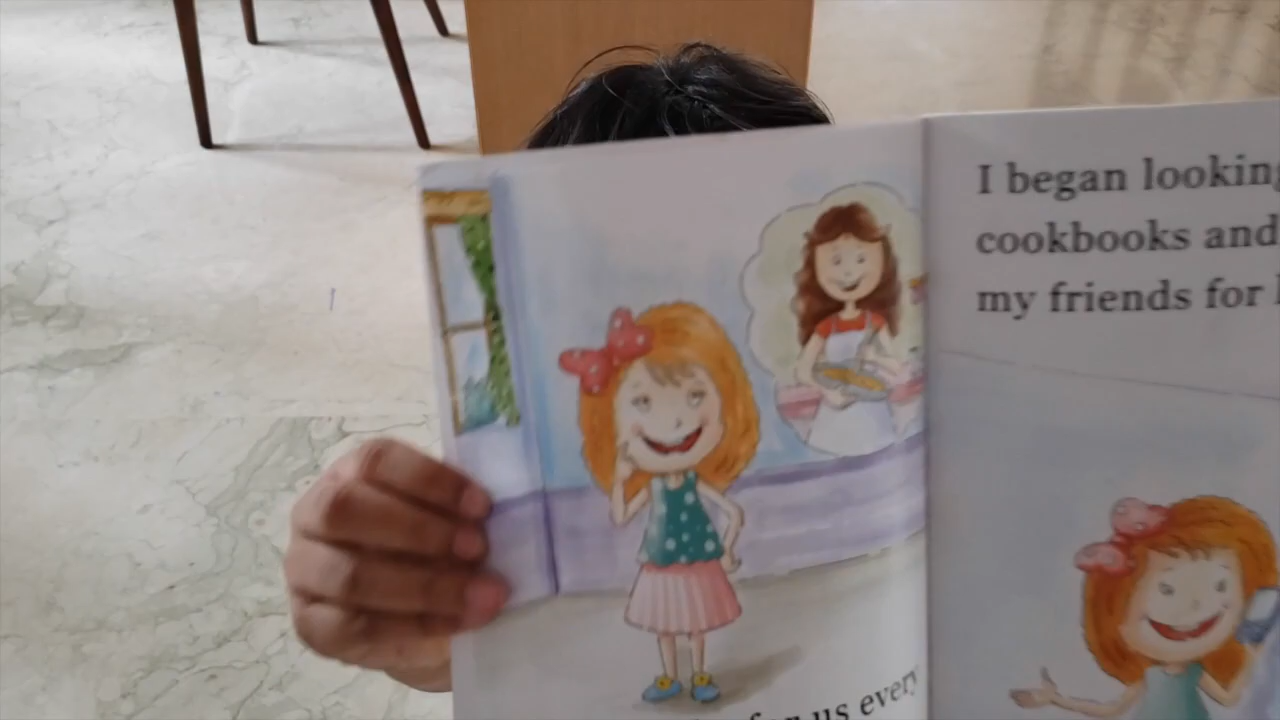 for us every
I began looking
cookbooks and
my friends for